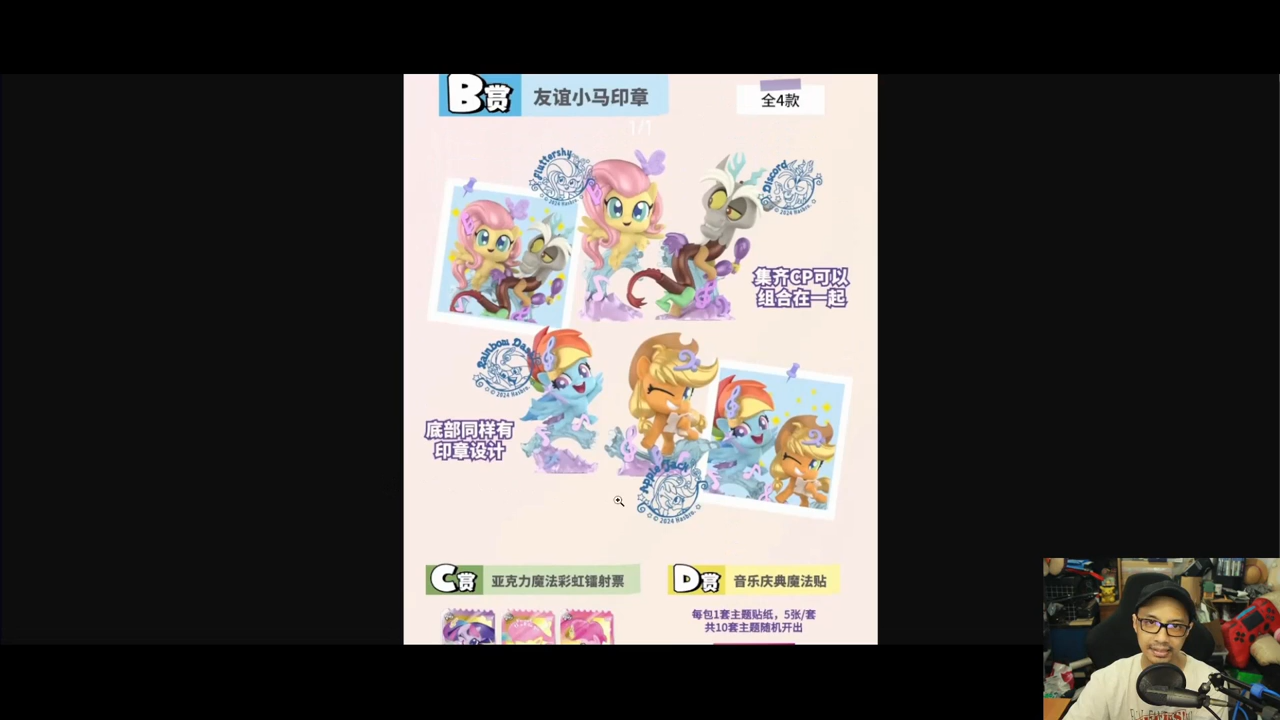 B赏
友谊小马印章
全4款
1/1
Fluttershy
© 2024 Hasbro.
Discord
© 2024 Hasbro.
集齐CP可以
组合在一起
Rainbow Dash
© 2024 Hasbro.
底部同样有
印章设计
Applejack
© 2024 Hasbro.
C赏
亚克力魔法彩虹镭射票
D赏
音乐庆典魔法贴
每包1套主题贴纸，5张/套
共10套主题随机开出